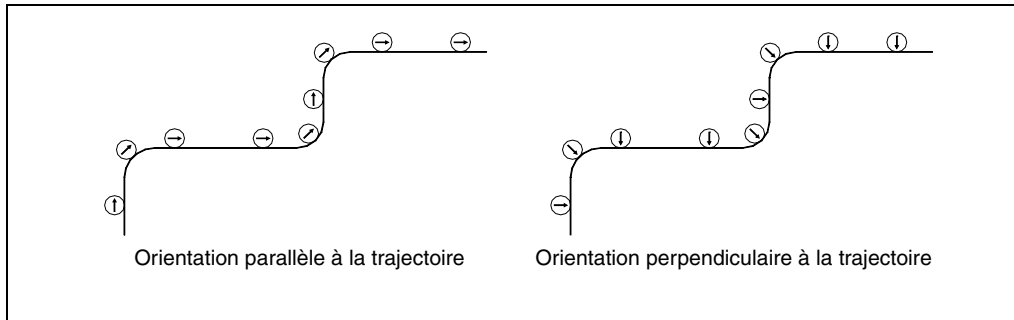 Orientation parallèle à la trajectoire
Orientation perpendiculaire à la trajectoire